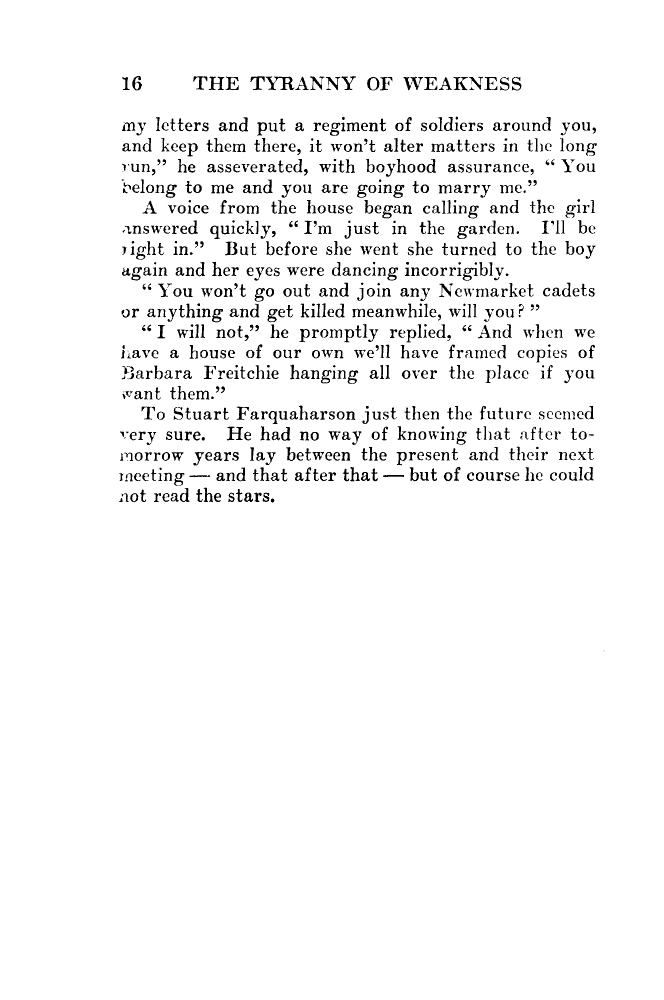 16 THE TYRANNY OF WEAKNESS
my letters and put a regiment of soldiers around you,
and keep them there, it won't alter matters in the long
run,” he asseverated, with boyhood assurance, “ You
belong to me and you are going to marry me.”
A voice from the house began calling and the girl
answered quickly, “ I'm just in the garden. I'll be
right in.” But before she went she turned to the boy
again and her eyes were dancing incorrigibly.
“ You won't go out and join any Newmarket cadets
or anything and get killed meanwhile, will you? ”
“ I will not,” he promptly replied, “ And when we
have a house of our own we'll have framed copies of
Barbara Freitchie hanging all over the place if you
want them.”
To Stuart Farquaharson just then the future seemed
very sure. He had no way of knowing that after to-
morrow years lay between the present and their next
meeting — and that after that — but of course he could
not read the stars.